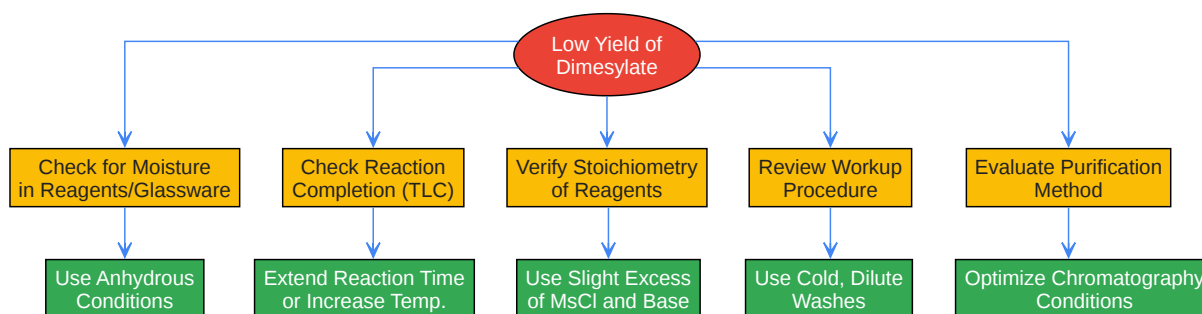 Low Yield of
Dimesylate
Check for Moisture
in Reagents/Glassware
Check Reaction
Completion (TLC)
Verify Stoichiometry
of Reagents
Review Workup
Procedure
Evaluate Purification
Method
Use Anhydrous
Conditions
Extend Reaction Time
or Increase Temp.
Use Slight Excess
of MsCl and Base
Use Cold, Dilute
Washes
Optimize Chromatography
Conditions